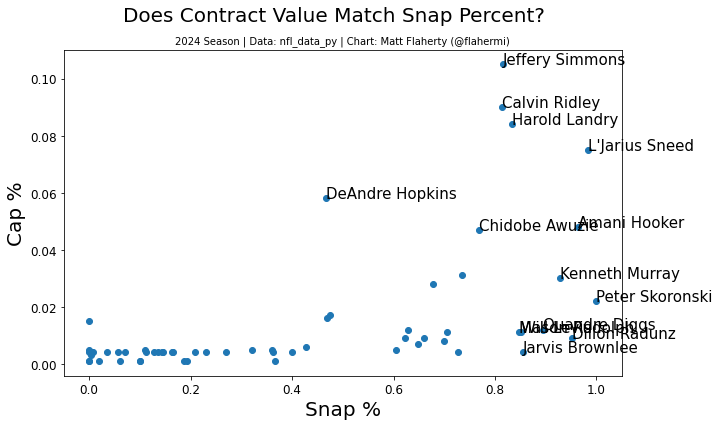 Does Contract Value Match Snap Percent?
2024 Season | Data: nfl_data_py | Chart: Matt Flaherty (@flahermi)
Jeffery Simmons
0.10
Calvin Ridley
Harold Landry
0.08
L'Jarius Sneed
DeAndre Hopkins
0.06
Chidobe Awuzie
Amani Hooker
0.04
Kenneth Murray
Peter Skoronski
0.02
Quandre Diggs
Dillon Radunz
Jarvis Brownlee
0.00
Cap %
0.0 0.2 0.4 0.6 0.8 1.0
Snap %